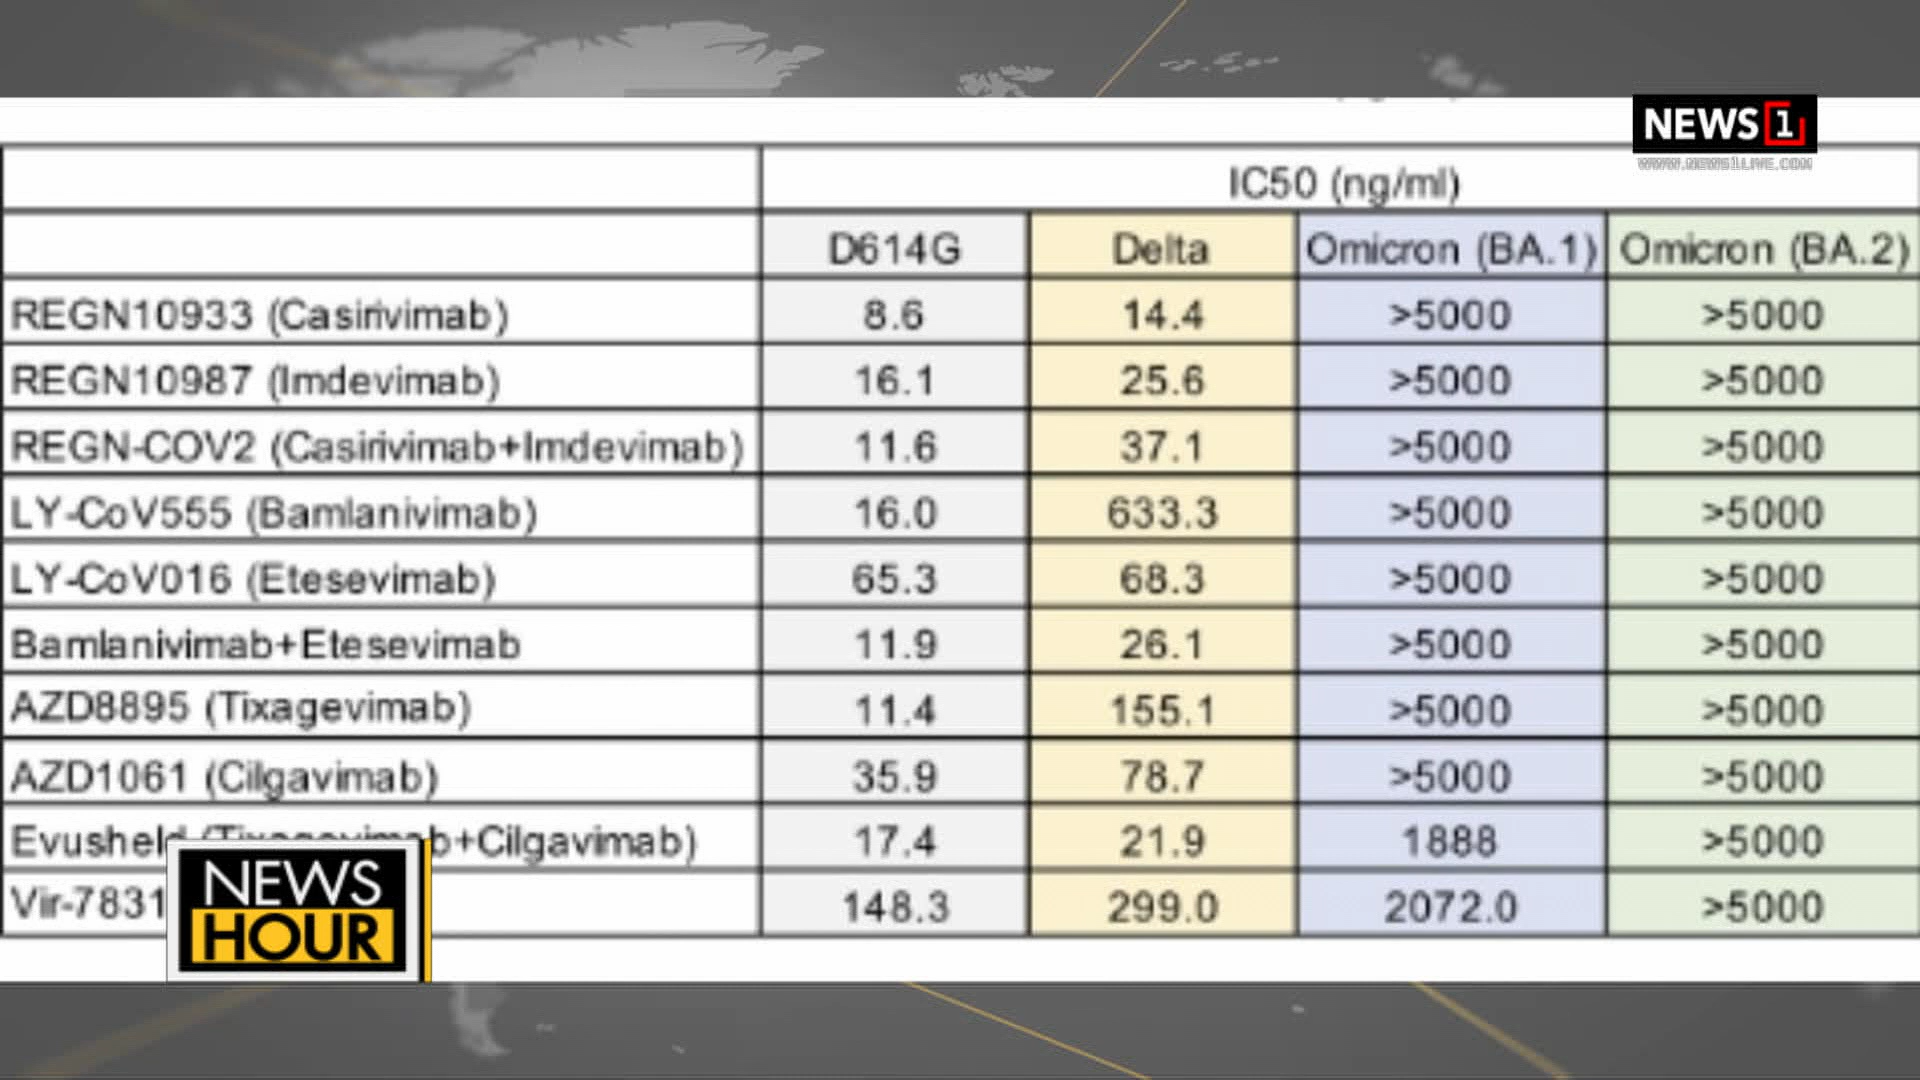 NEWS 1
WWW.NEWS1LIVE.COM
IC50 (ng/ml)
D614G Delta Omicron (BA.1) Omicron (BA.2)
REGN10933 (Casirivimab) 8.6 14.4 >5000 >5000
REGN10987 (Imdevimab) 16.1 25.6 >5000 >5000
REGN-COV2 (Casirivimab+Imdevimab) 11.6 37.1 >5000 >5000
LY-CoV555 (Bamlanivimab) 16.0 633.3 >5000 >5000
LY-CoV016 (Etesevimab) 65.3 68.3 >5000 >5000
Bamlanivimab+Etesevimab 11.9 26.1 >5000 >5000
AZD8895 (Tixagevimab) 11.4 155.1 >5000 >5000
AZD1061 (Cilgavimab) 35.9 78.7 >5000 >5000
Evusheld (Tixagevimab+Cilgavimab) 17.4 21.9 1888 >5000
Vir-7831 148.3 299.0 2072.0 >5000
NEWS
HOUR